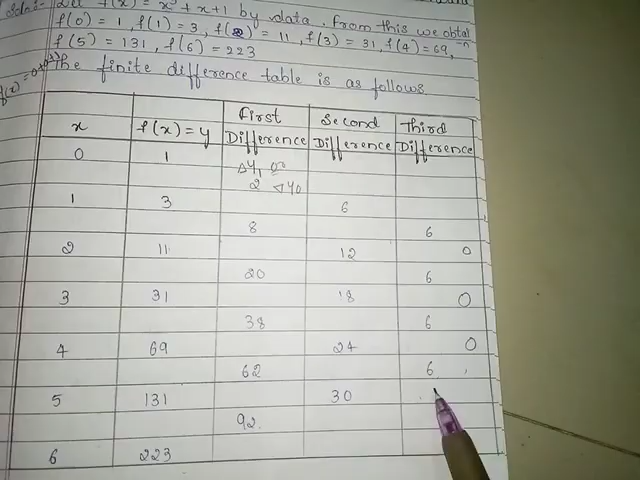 Soln:- Let f(x) = x³ + x + 1 by data. From this we obtain
f(0) = 1, f(1) = 3, f(2) = 11, f(3) = 31, f(4) = 69,
f(5) = 131, f(6) = 223
The finite difference table is as follows
x f(x) = y First Difference Second Difference Third Difference
0 1
2 ∇y0
1 3 6
8 6
2 11 12 0
20 6
3 31 18 0
38 6
4 69 24 0
62 6
5 131 30
92
6 223